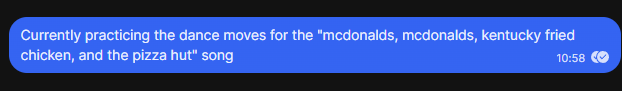 Currently practicing the dance moves for the "mcdonalds, mcdonalds, kentucky fried
chicken, and the pizza hut" song
10:58